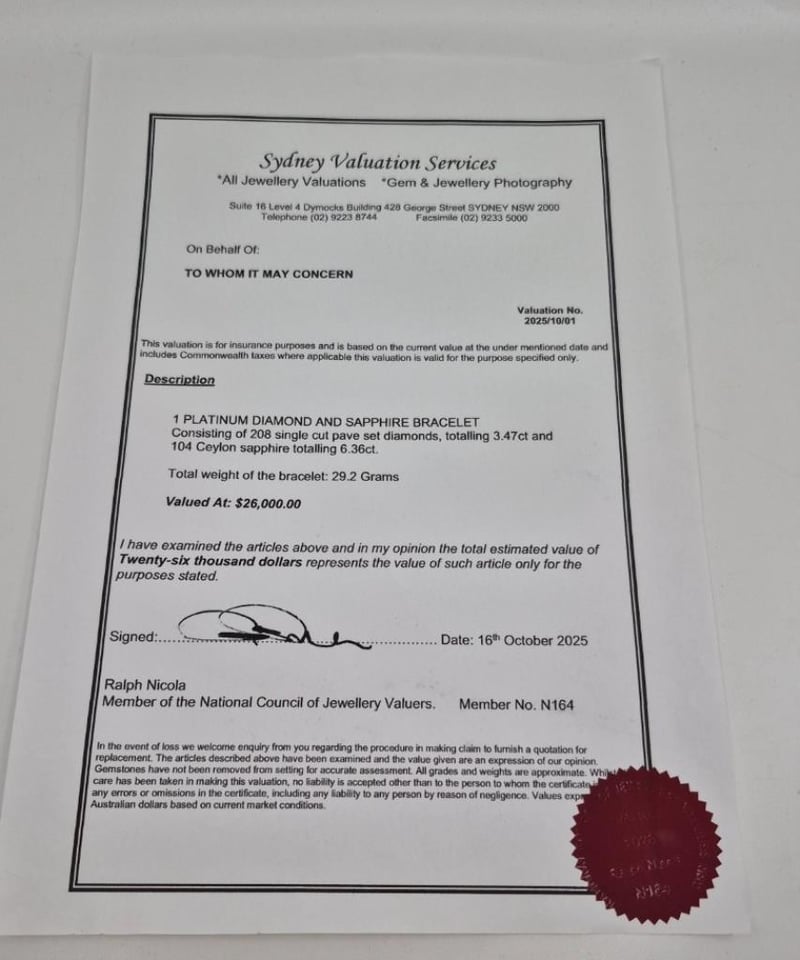 Sydney Valuation Services
*All Jewellery Valuations *Gem & Jewellery Photography
Suite 16 Level 4 Dymocks Building 428 George Street SYDNEY NSW 2000
Telephone (02) 9223 8744 Facsimile (02) 9233 5000
On Behalf Of:
TO WHOM IT MAY CONCERN
Valuation No.
2025/10/01
This valuation is for insurance purposes and is based on the current value at the under mentioned date and
includes Commonwealth taxes where applicable this valuation is valid for the purpose specified only.
Description
1 PLATINUM DIAMOND AND SAPPHIRE BRACELET
Consisting of 208 single cut pave set diamonds, totalling 3.47ct and
104 Ceylon sapphire totalling 6.36ct.
Total weight of the bracelet: 29.2 Grams
Valued At: $26,000.00
I have examined the articles above and in my opinion the total estimated value of
Twenty-six thousand dollars represents the value of such article only for the
purposes stated.
Signed:..... .............. Date: 16th October 2025
Ralph Nicola
Member of the National Council of Jewellery Valuers. Member No. N164
In the event of loss we welcome enquiry from you regarding the procedure in making claim to furnish a quotation for
replacement. The articles described above have been examined and the value given are an expression of our opinion.
Gemstones have not been removed from setting for accurate assessment. All grades and weights are approximate. Whil
care has been taken in making this valuation, no liability is accepted other than to the person to whom the certificate
any errors or omissions in the certificate, including any liability to any person by reason of negligence. Values exp
Australian dollars based on current market conditions.
N164